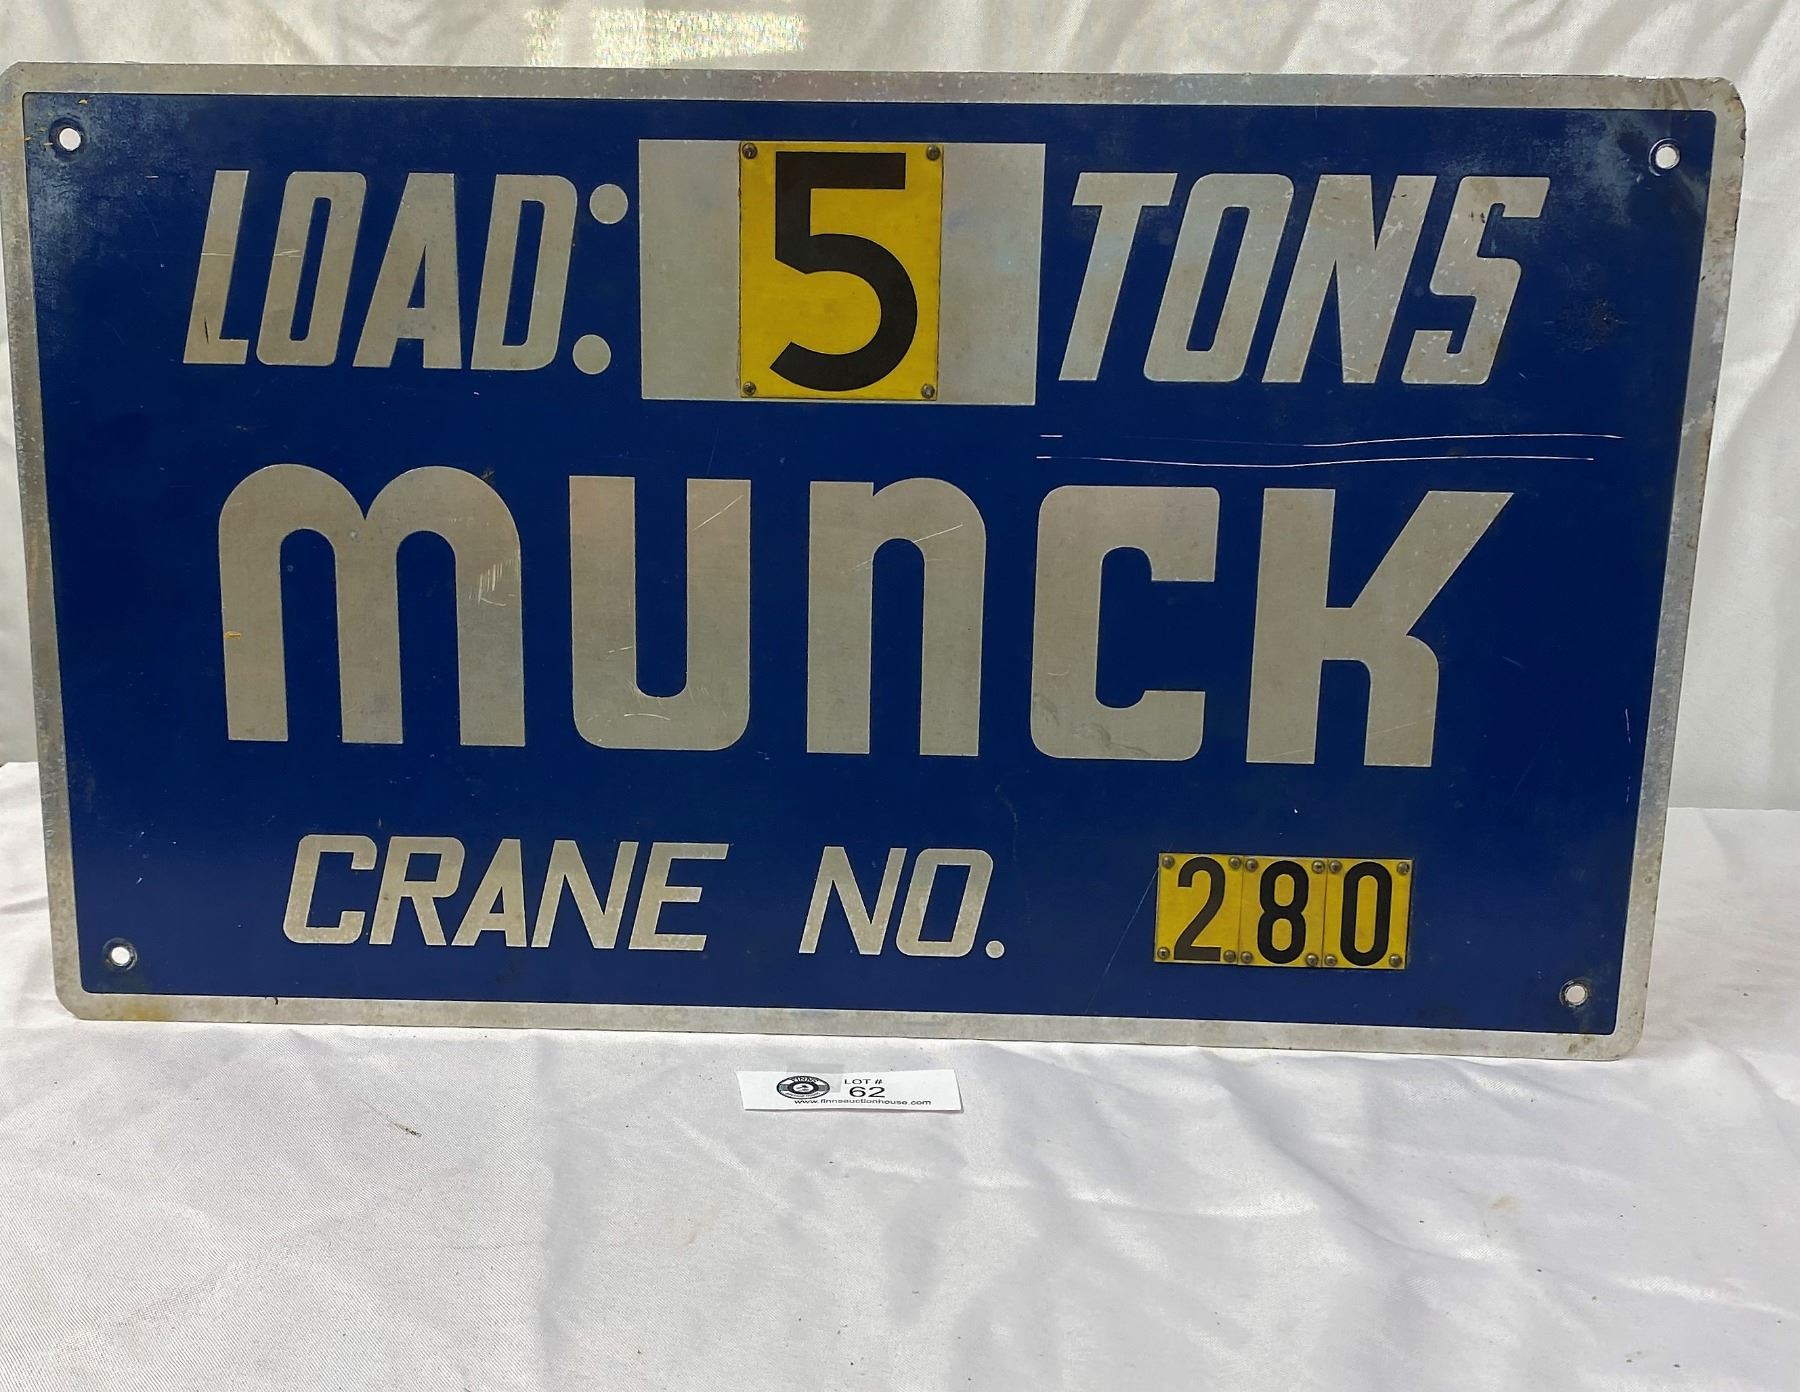 LOAD: 5 TONS
munck
CRANE NO. 280
LOT #
62
www.finnsauctionhouse.com